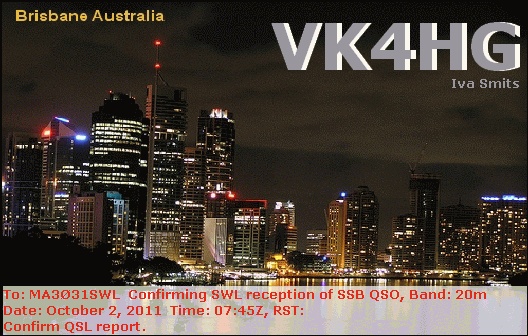 Brisbane Australia
VK4HG
Iva Smits
To: MA3Ø31SWL Confirming SWL reception of SSB QSO, Band: 20m
Date: October 2, 2011 Time: 07:45Z, RST:
Confirm QSL report.